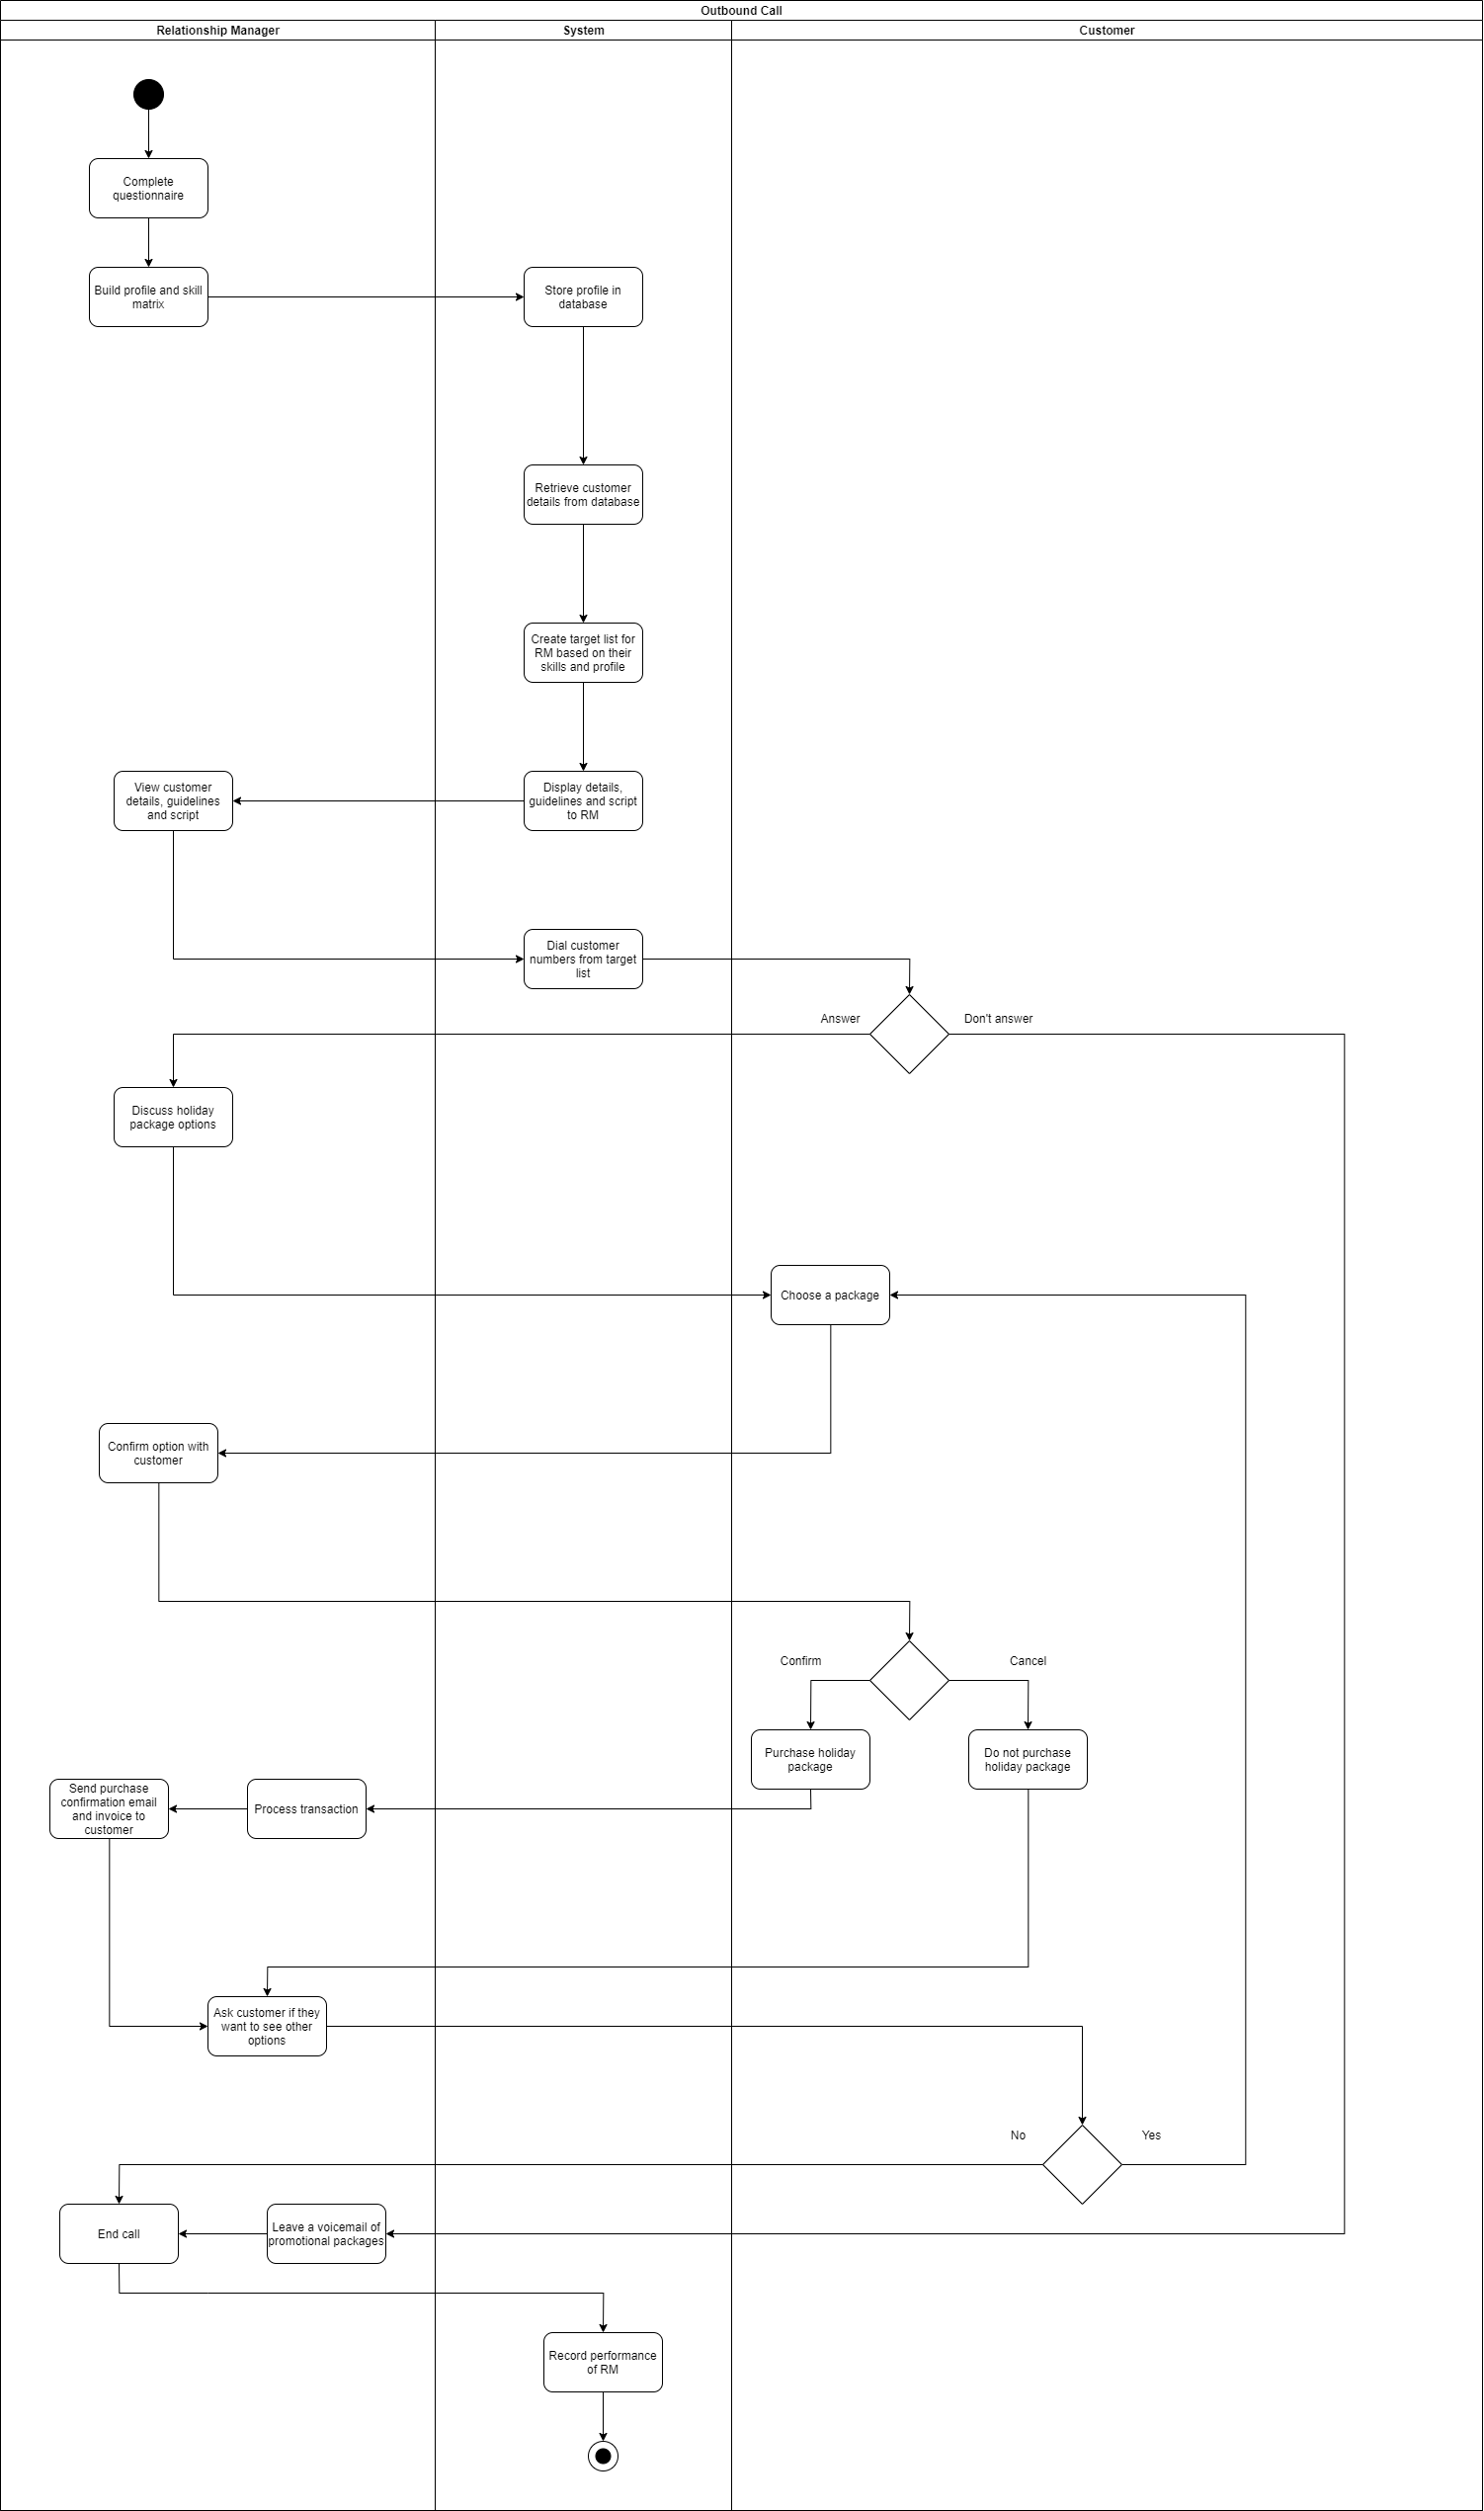 Outbound Call
Relationship Manager
System
Customer
Complete
questionnaire
Build profile and skill
matrix
Store profile in
database
Retrieve customer
details from database
Create target list for
RM based on their
skills and profile
View customer
details, guidelines
and script
Display details,
guidelines and script
to RM
Dial customer
numbers from target
list
Answer
Don't answer
Discuss holiday
package options
Choose a package
Confirm option with
customer
Confirm
Cancel
Purchase holiday
package
Do not purchase
holiday package
Send purchase
confirmation email
and invoice to
customer
Process transaction
Ask customer if they
want to see other
options
No
Yes
End call
Leave a voicemail of
promotional packages
Record performance
of RM